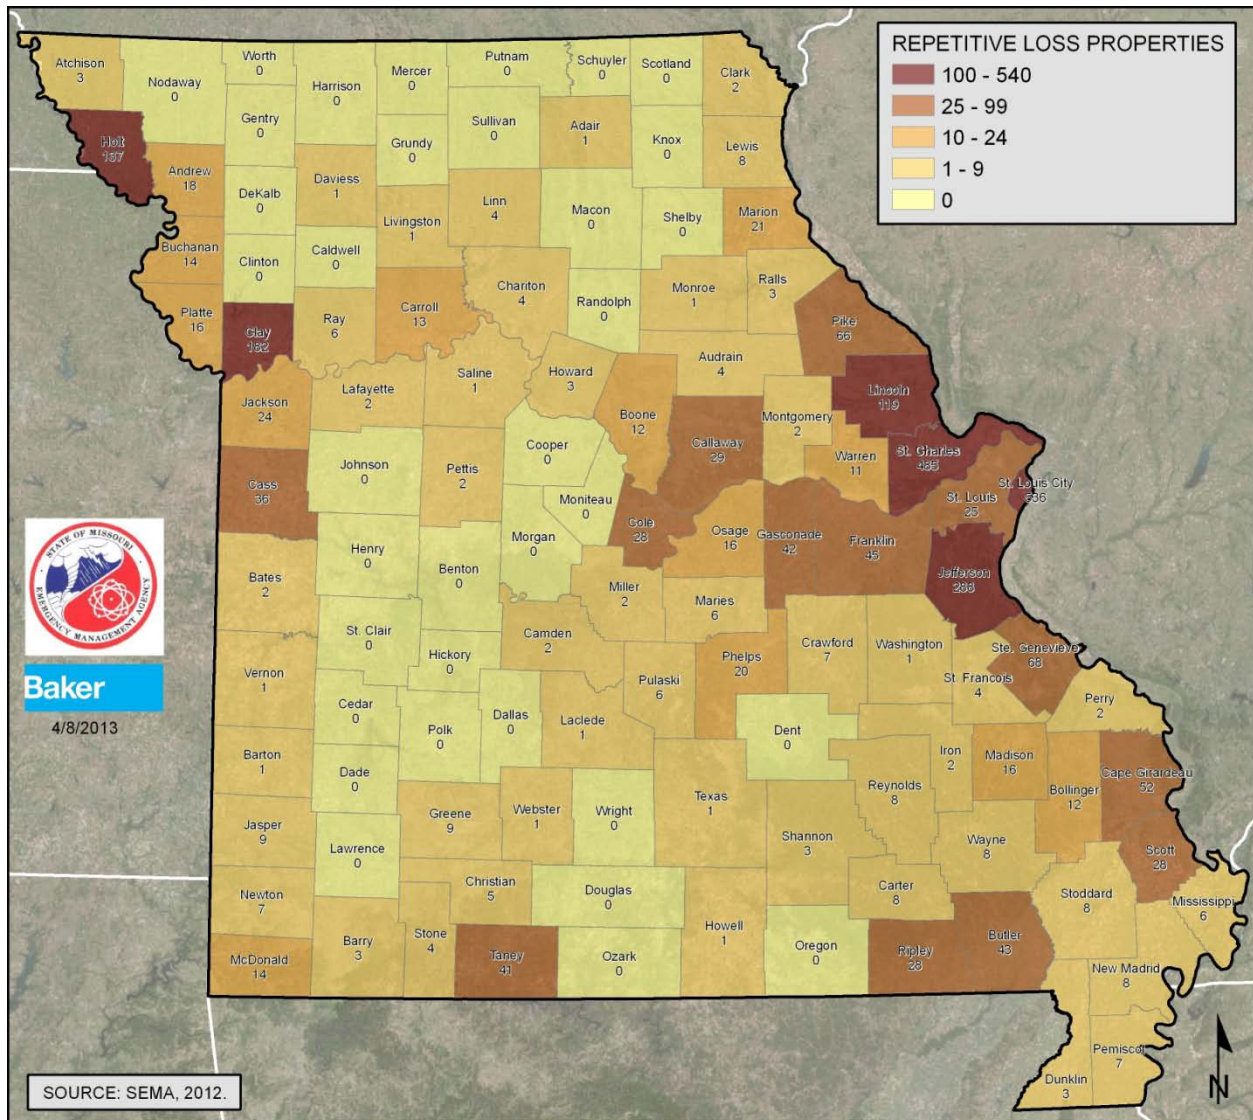 REPETITIVE LOSS PROPERTIES
100 - 540
25 - 99
10 - 24
1 - 9
0
Atchison
3
Nodaway
0
Worth
0
Harrison
0
Mercer
0
Putnam
0
Schuyler
0
Scotland
0
Clark
2
Holt
Gentry
0
Grundy
0
Sullivan
0
Adair
1
Knox
0
Lewis
8
Andrew
18
DeKalb
0
Daviess
1
Livingston
1
Linn
4
Macon
0
Shelby
0
Marion
21
Buchanan
14
Clinton
0
Caldwell
0
Chariton
4
Randolph
0
Monroe
1
Ralls
3
Platte
16
Clay
182
Ray
6
Carroll
13
Pike
66
Jackson
24
Lafayette
2
Saline
1
Howard
3
Boone
12
Audrain
4
Montgomery
2
Lincoln
119
Cass
36
Johnson
0
Pettis
2
Cooper
0
Moniteau
0
Callaway
29
Warren
11
St. Charles
St. Louis
25
St. Louis City
Henry
0
Benton
0
Morgan
0
Cole
28
Osage
16
Gasconade
42
Franklin
45
Jefferson
Bates
2
St. Clair
0
Hickory
0
Camden
2
Miller
2
Maries
6
Phelps
20
Crawford
7
Washington
1
Ste. Genevieve
68
St. Francois
4
Perry
2
Vernon
1
Cedar
0
Polk
0
Dallas
0
Laclede
1
Pulaski
6
Dent
0
Iron
2
Madison
16
Bollinger
12
Cape Girardeau
52
Barton
1
Dade
0
Greene
9
Webster
1
Wright
0
Texas
1
Shannon
3
Reynolds
8
Wayne
8
Scott
28
Jasper
9
Lawrence
0
Christian
5
Douglas
0
Howell
1
Carter
8
Stoddard
8
Mississippi
6
Newton
7
McDonald
14
Barry
3
Stone
4
Taney
41
Ozark
0
Oregon
0
Ripley
28
Butler
43
New Madrid
8
Pemiscot
7
Dunklin
3
STATE OF MISSOURI
EMERGENCY MANAGEMENT AGENCY
Baker
4/8/2013
SOURCE: SEMA, 2012.
N